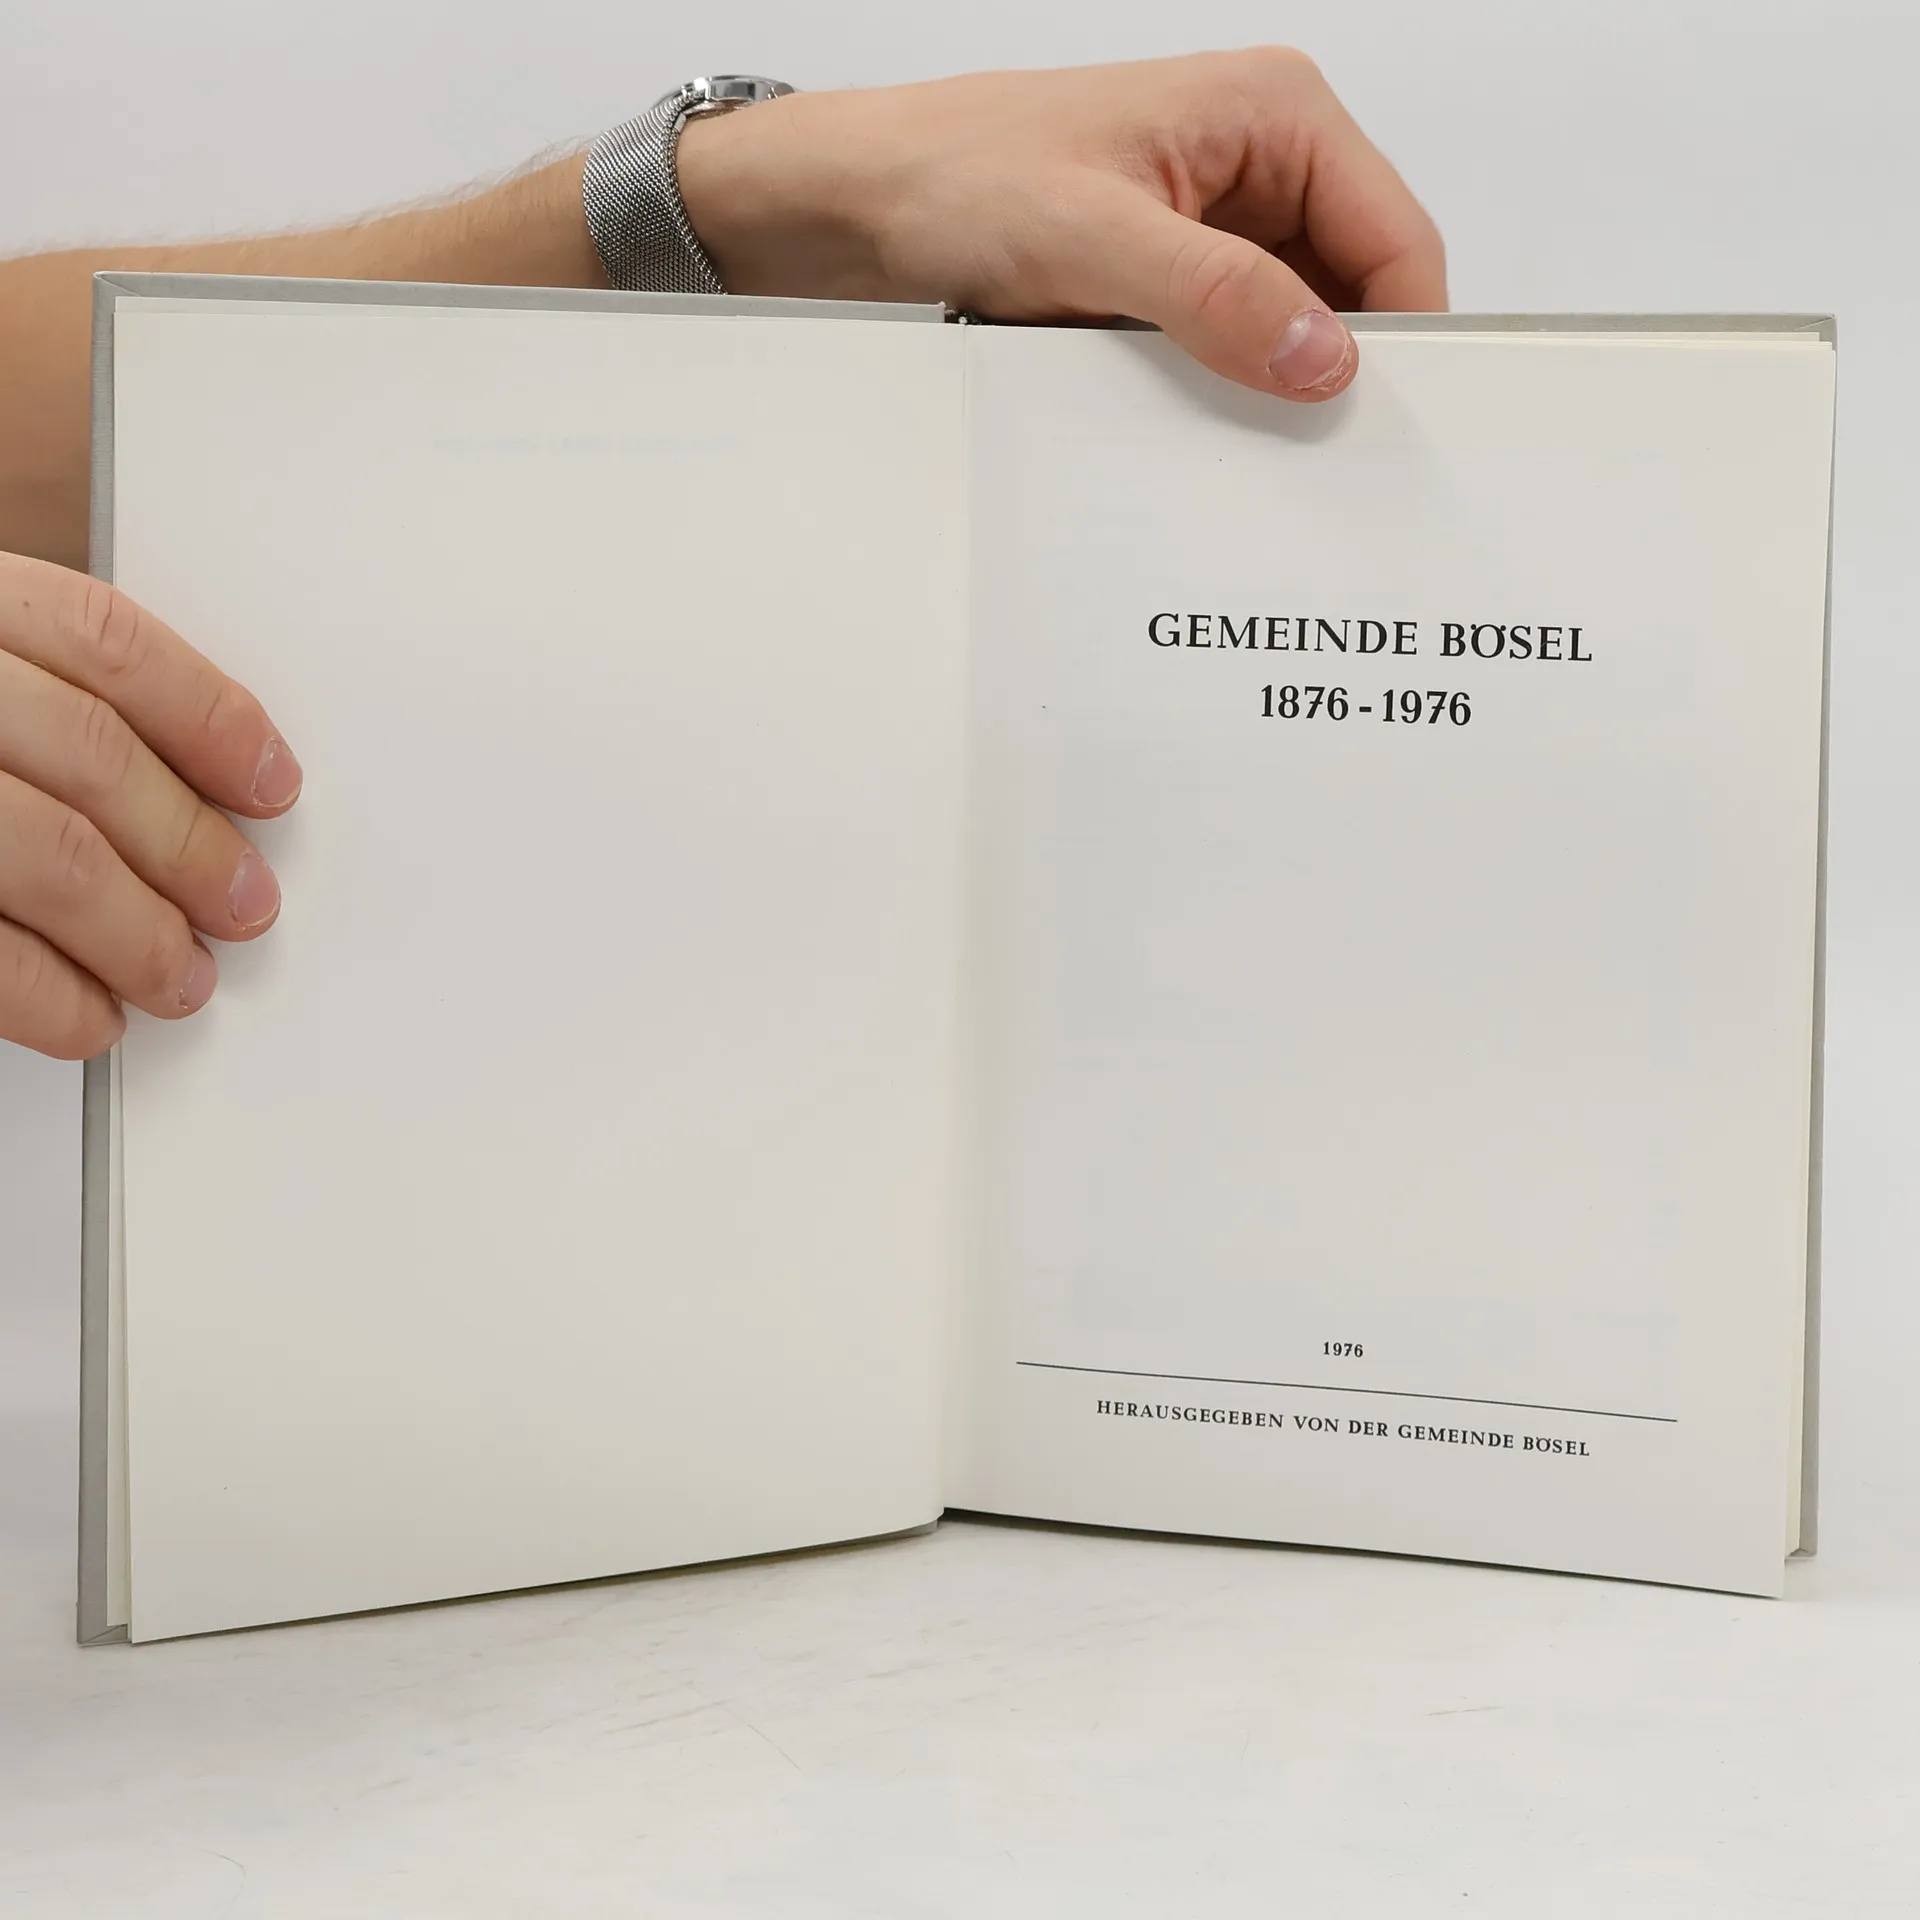 GEMEINDE BÖSEL
1876-1976
1976
HERAUSGEGEBEN VON DER GEMEINDE BÖSEL